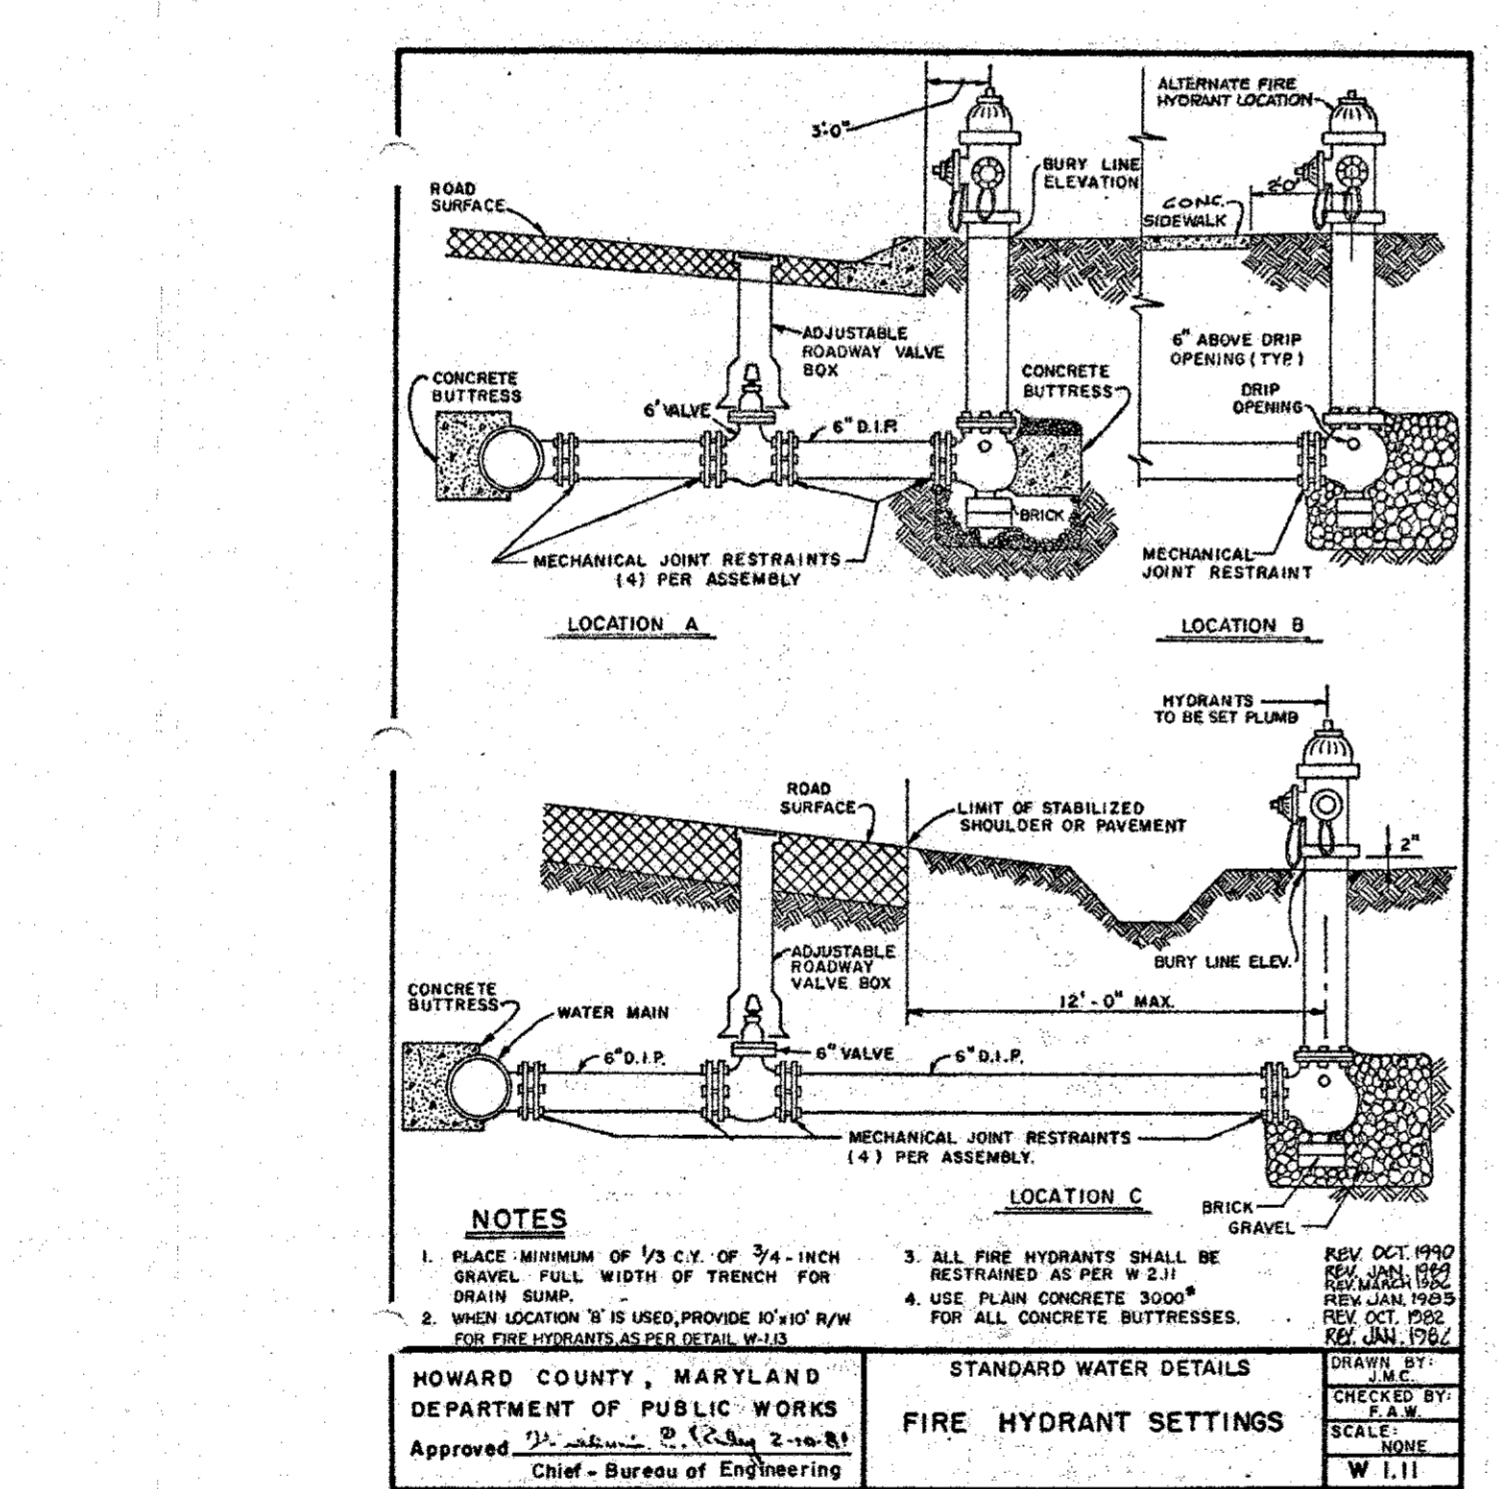 3'-0"
ALTERNATE FIRE
HYDRANT LOCATION
ROAD
SURFACE
BURY LINE
ELEVATION
2'0"
CONC.
SIDEWALK
ADJUSTABLE
ROADWAY VALVE
BOX
6" ABOVE DRIP
OPENING (TYP.)
CONCRETE
BUTTRESS
CONCRETE
BUTTRESS
DRIP
OPENING
6" VALVE
6" D.I.P.
BRICK
MECHANICAL JOINT RESTRAINTS
(4) PER ASSEMBLY
MECHANICAL
JOINT RESTRAINT
LOCATION A
LOCATION B
HYDRANTS
TO BE SET PLUMB
ROAD
SURFACE
LIMIT OF STABILIZED
SHOULDER OR PAVEMENT
2"
ADJUSTABLE
ROADWAY
VALVE BOX
BURY LINE ELEV.
CONCRETE
BUTTRESS
WATER MAIN
12'-0" MAX.
6" D.I.P.
6" VALVE
6" D.I.P.
MECHANICAL JOINT RESTRAINTS
(4) PER ASSEMBLY.
LOCATION C
BRICK
GRAVEL
NOTES
1. PLACE MINIMUM OF 1/3 C.Y. OF 3/4-INCH
GRAVEL FULL WIDTH OF TRENCH FOR
DRAIN SUMP.
2. WHEN LOCATION 'B' IS USED, PROVIDE 10'x10' R/W
FOR FIRE HYDRANTS, AS PER DETAIL W-1.13
3. ALL FIRE HYDRANTS SHALL BE
RESTRAINED AS PER W 2.11
4. USE PLAIN CONCRETE 3000#
FOR ALL CONCRETE BUTTRESSES.
REV. OCT. 1990
REV. JAN. 1989
REV. MARCH 1986
REV. JAN. 1985
REV. OCT. 1982
REV. JAN. 1982
HOWARD COUNTY, MARYLAND
DEPARTMENT OF PUBLIC WORKS
Approved
Chief - Bureau of Engineering
STANDARD WATER DETAILS
FIRE HYDRANT SETTINGS
DRAWN BY:
J.M.C.
CHECKED BY:
F.A.W.
SCALE:
NONE
W 1.11